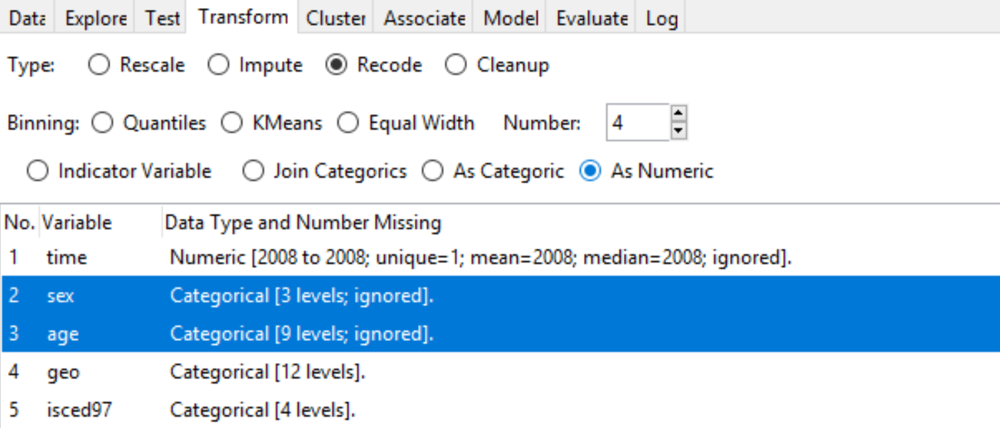 Data Explore Test Transform Cluster Associate Model Evaluate Log
Type: Rescale Impute Recode Cleanup
Binning: Quantiles KMeans Equal Width Number: 4
Indicator Variable Join Categorics As Categoric As Numeric
No. Variable Data Type and Number Missing
1 time Numeric [2008 to 2008; unique=1; mean=2008; median=2008; ignored].
2 sex Categorical [3 levels; ignored].
3 age Categorical [9 levels; ignored].
4 geo Categorical [12 levels].
5 isced97 Categorical [4 levels].